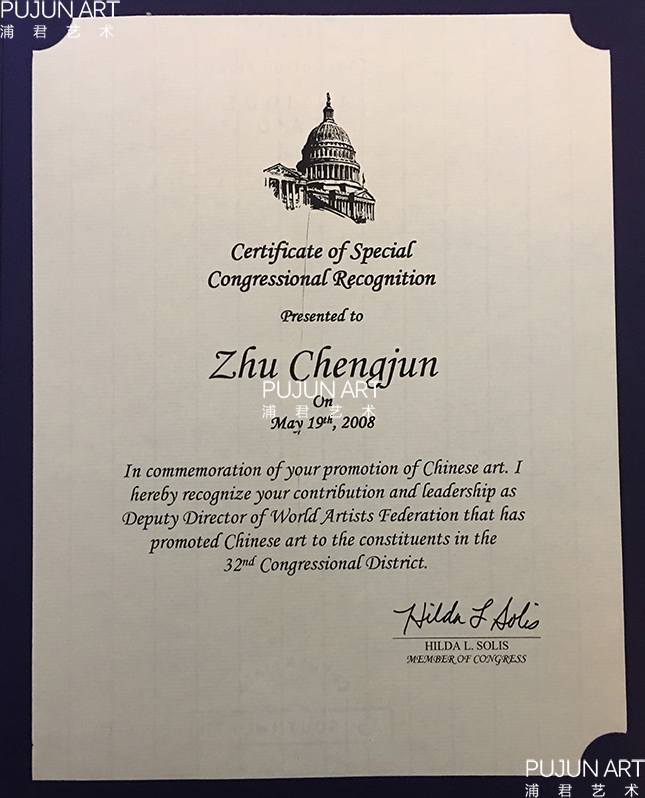 PUJUN ART
浦君艺术
Certificate of Special
Congressional Recognition
Presented to
Zhu Chengjun
PUJUN ART
浦君艺术
On
May 19th, 2008
In commemoration of your promotion of Chinese art. I
hereby recognize your contribution and leadership as
Deputy Director of World Artists Federation that has
promoted Chinese art to the constituents in the
32nd Congressional District.
Hilda L Solis
HILDA L. SOLIS
MEMBER OF CONGRESS
PUJUN ART
浦君艺术